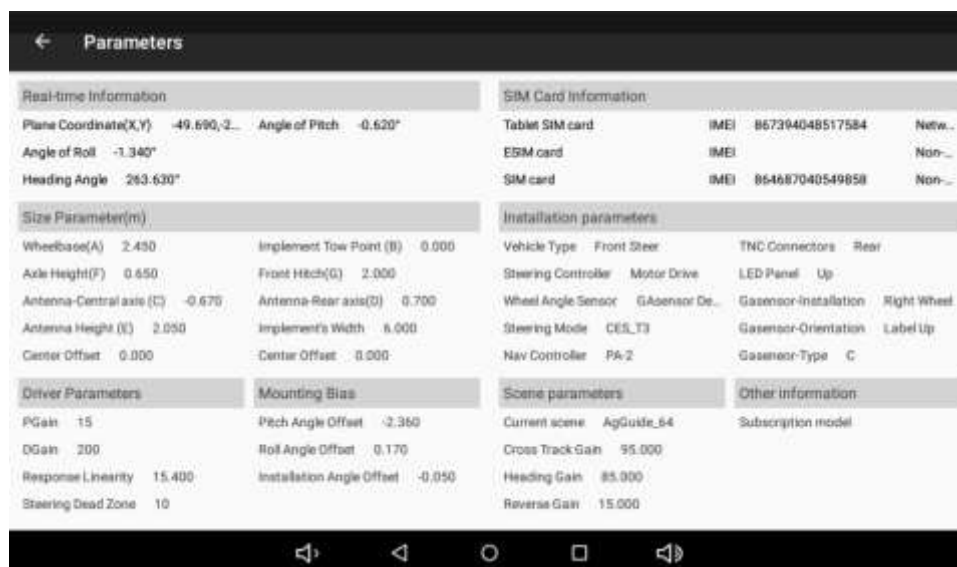 Parameters
Real-time Information
Plane Coordinate(X,Y) -49.690,-2... Angle of Pitch -0.620°
Angle of Roll -1.340°
Heading Angle 263.630°
SIM Card Information
Tablet SIM card IMEI 867394048517584 Netw...
ESIM card IMEI Non-...
SIM card IMEI 864687040549858 Non-...
Size Parameter(m)
Wheelbase(A) 2.450 Implement Tow Point (B) 0.000
Axle Height(F) 0.650 Front Hitch(G) 2.000
Antenna-Central axis (C) -0.670 Antenna-Rear axis(D) 0.700
Antenna Height (E) 2.050 Implement's Width 6.000
Center Offset 0.000 Center Offset 0.000
Installation parameters
Vehicle Type Front Steer TNC Connectors Rear
Steering Controller Motor Drive LED Panel Up
Wheel Angle Sensor GAsensor De... Gasensor-Installation Right Wheel
Steering Mode CES_T3 Gasensor-Orientation Label Up
Nav Controller PA-2 Gasensor-Type C
Driver Parameters
PGain 15
DGain 200
Response Linearity 15.400
Steering Dead Zone 10
Mounting Bias
Pitch Angle Offset -2.360
Roll Angle Offset 0.170
Installation Angle Offset -0.050
Scene parameters
Current scene AgGuide_64
Cross Track Gain 95.000
Heading Gain 85.000
Reverse Gain 15.000
Other information
Subscription model